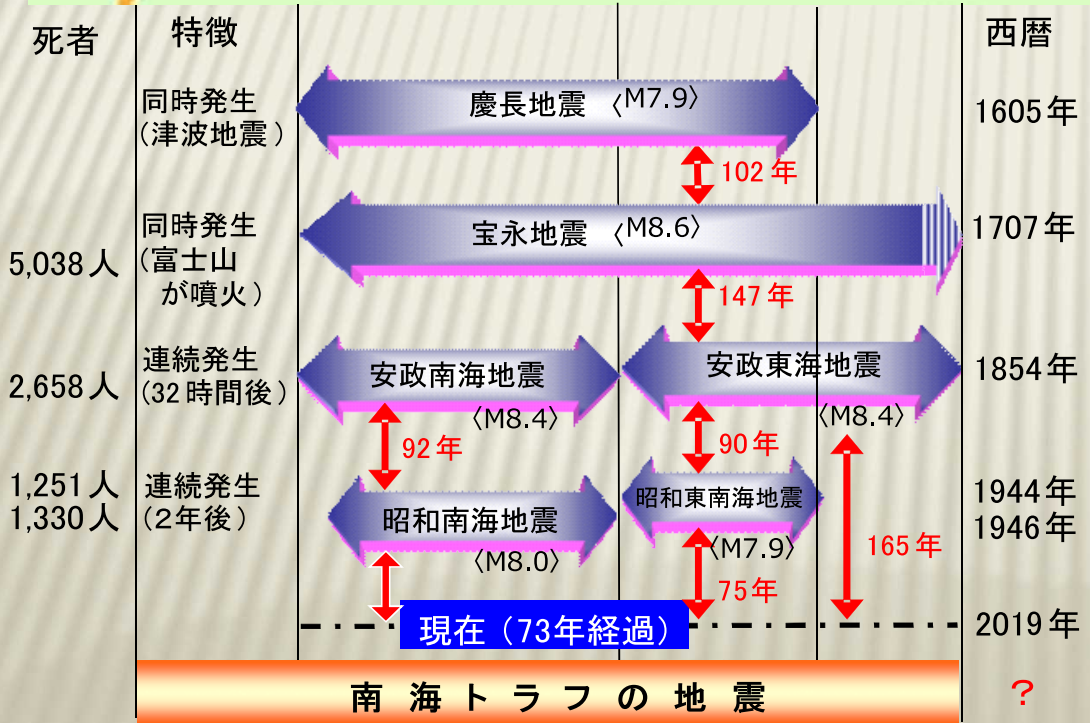 死者
特徴
西暦
同時発生
(津波地震)
慶長地震〈M7.9〉
1605年
102年
5,038人
同時発生
(富士山
が噴火)
宝永地震〈M8.6〉
1707年
147年
2,658人
連続発生
(32時間後)
安政南海地震
〈M8.4〉
安政東海地震
〈M8.4〉
1854年
92年
90年
1,251人
1,330人
連続発生
(2年後)
昭和南海地震
〈M8.0〉
昭和東南海地震
〈M7.9〉
1944年
1946年
75年
165年
現在(73年経過)
2019年
南海トラフの地震
?